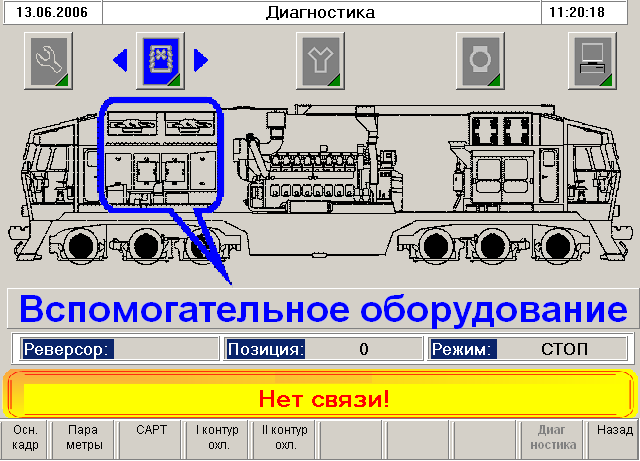 13.06.2006 Диагностика 11:20:18
Вспомогательное оборудование
Реверсор: Позиция: 0 Режим: СТОП
Нет связи!
Осн. кадр
Пара метры
САРТ
I контур охл.
II контур охл.
Диаг ностика
Назад